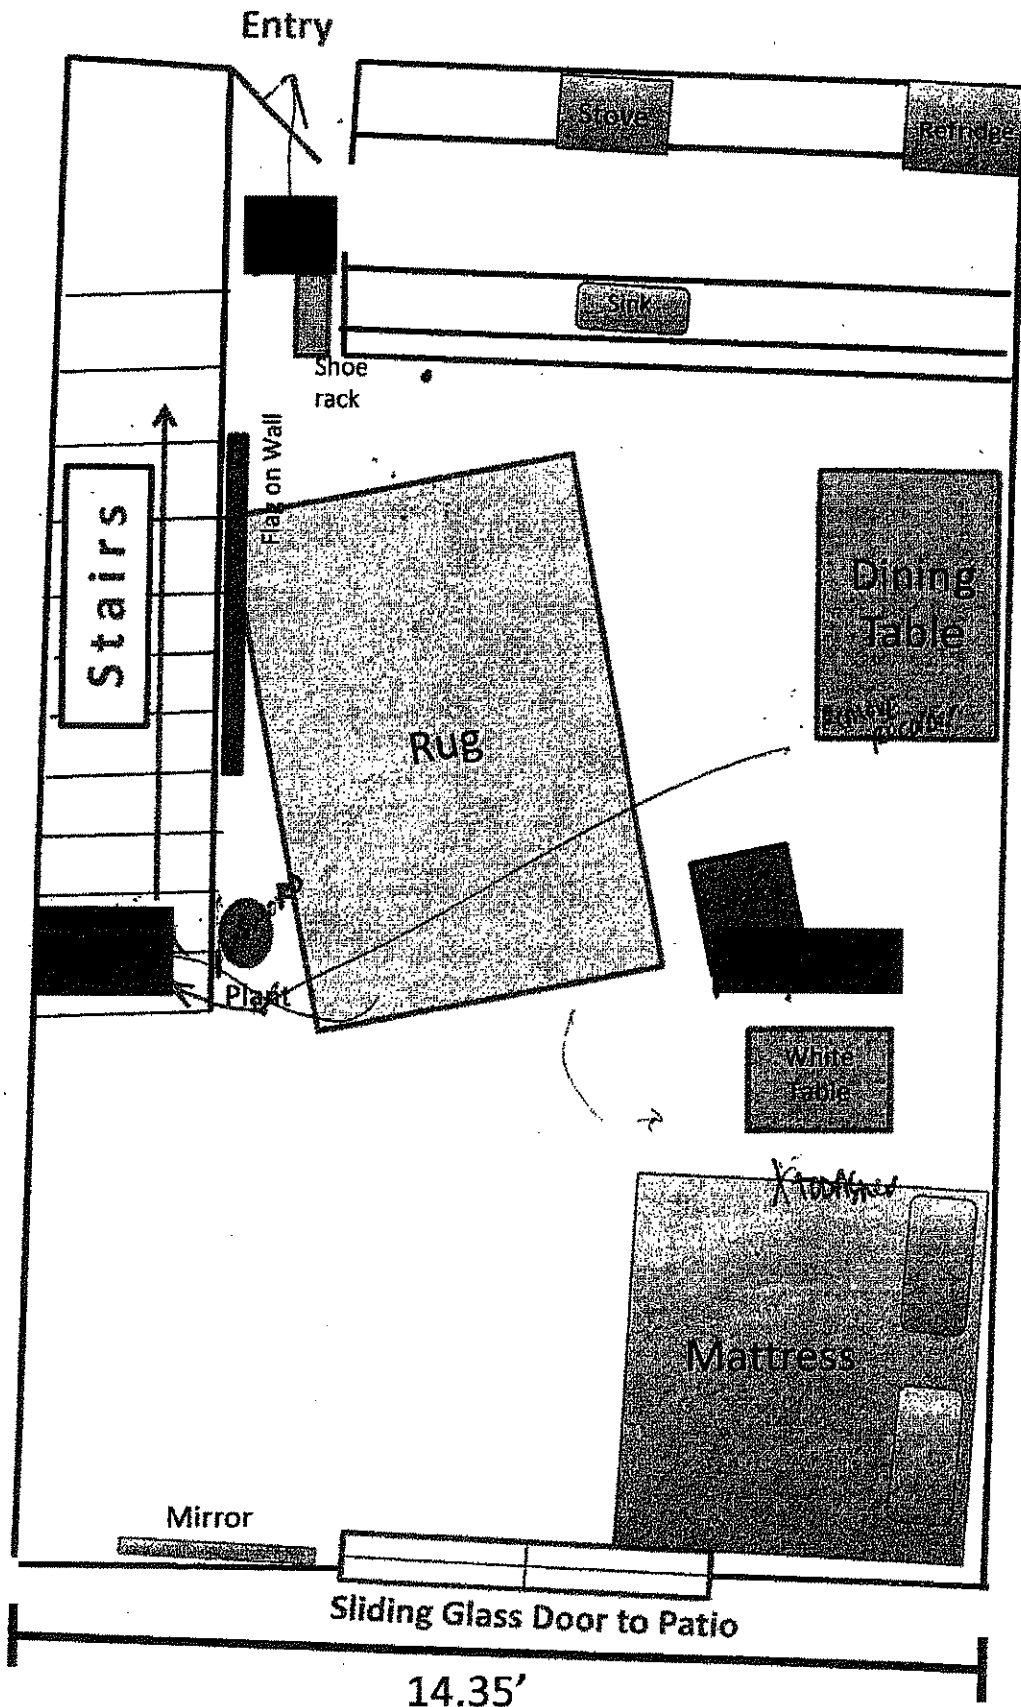 Entry
Stove
Refridge
Sink
Shoe
rack
Flag on Wall
Stairs
Dining
Table
Rug
Plant
White
Table
Mattress
Mirror
Sliding Glass Door to Patio
14.35'